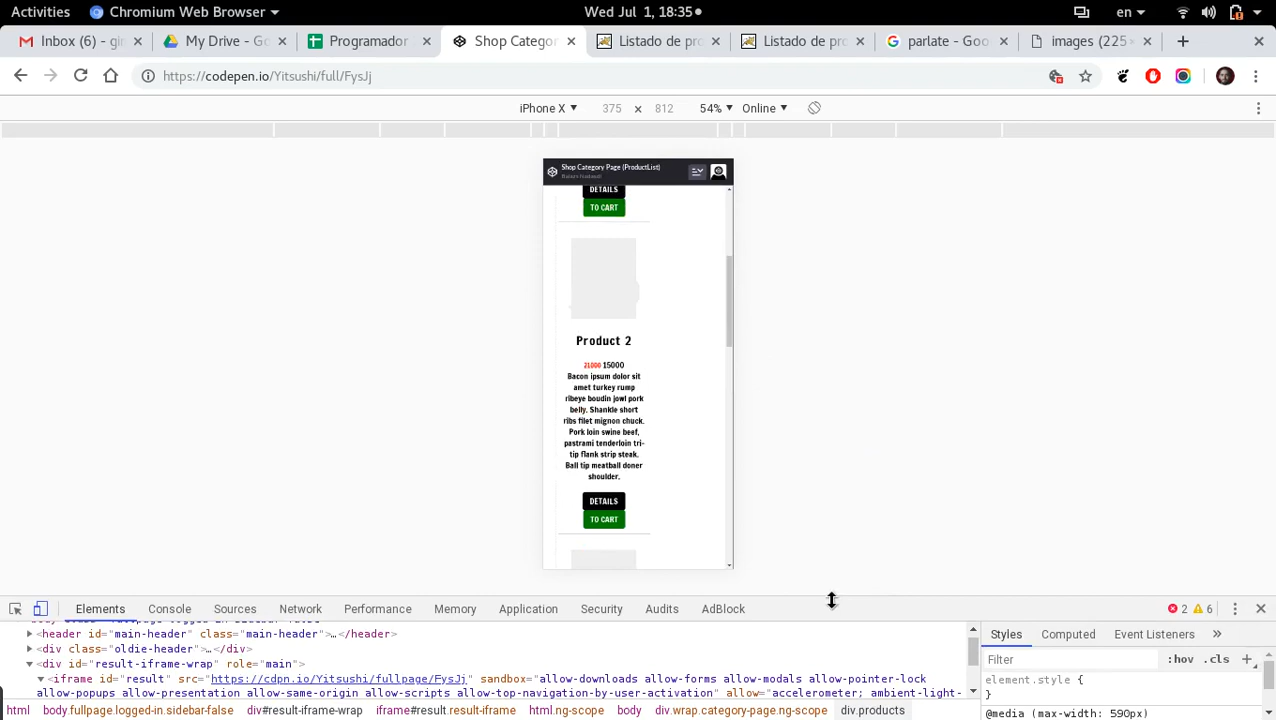 Activities Chromium Web Browser Wed Jul 1, 18:35 en
Inbox (6) - gir My Drive - Goo Programador Shop Categor Listado de pro Listado de pro parlate - Goo images (225×
https://codepen.io/Yitsushi/full/FysJj
iPhone X 375 × 812 54% Online
Shop Category Page (ProductList)
DETAILS
TO CART
Product 2
21000 15000
Bacon ipsum dolor sit
amet turkey rump
ribeye boudin jowl pork
belly. Shankle short
ribs filet mignon chuck.
Pork loin swine beef,
pastrami tenderloin tri-
tip flank strip steak.
Ball tip meatball doner
shoulder.
DETAILS
TO CART
Elements Console Sources Network Performance Memory Application Security Audits AdBlock 2 6
<header id="main-header" class="main-header">…</header>
<div class="oldie-header">…</div>
<div id="result-iframe-wrap" role="main">
<iframe id="result" src="https://cdpn.io/Yitsushi/fullpage/FysJj" sandbox="allow-downloads allow-forms allow-modals allow-pointer-lock
allow-popups allow-presentation allow-same-origin allow-scripts allow-top-navigation-by-user-activation" allow="accelerometer; ambient-light-
html body.fullpage.logged-in.sidebar-false div#result-iframe-wrap iframe#result.result-iframe html.ng-scope body div.wrap.category-page.ng-scope div.products
Styles Computed Event Listeners »
Filter :hov .cls +
element.style {
}
@media (max-width: 590px)